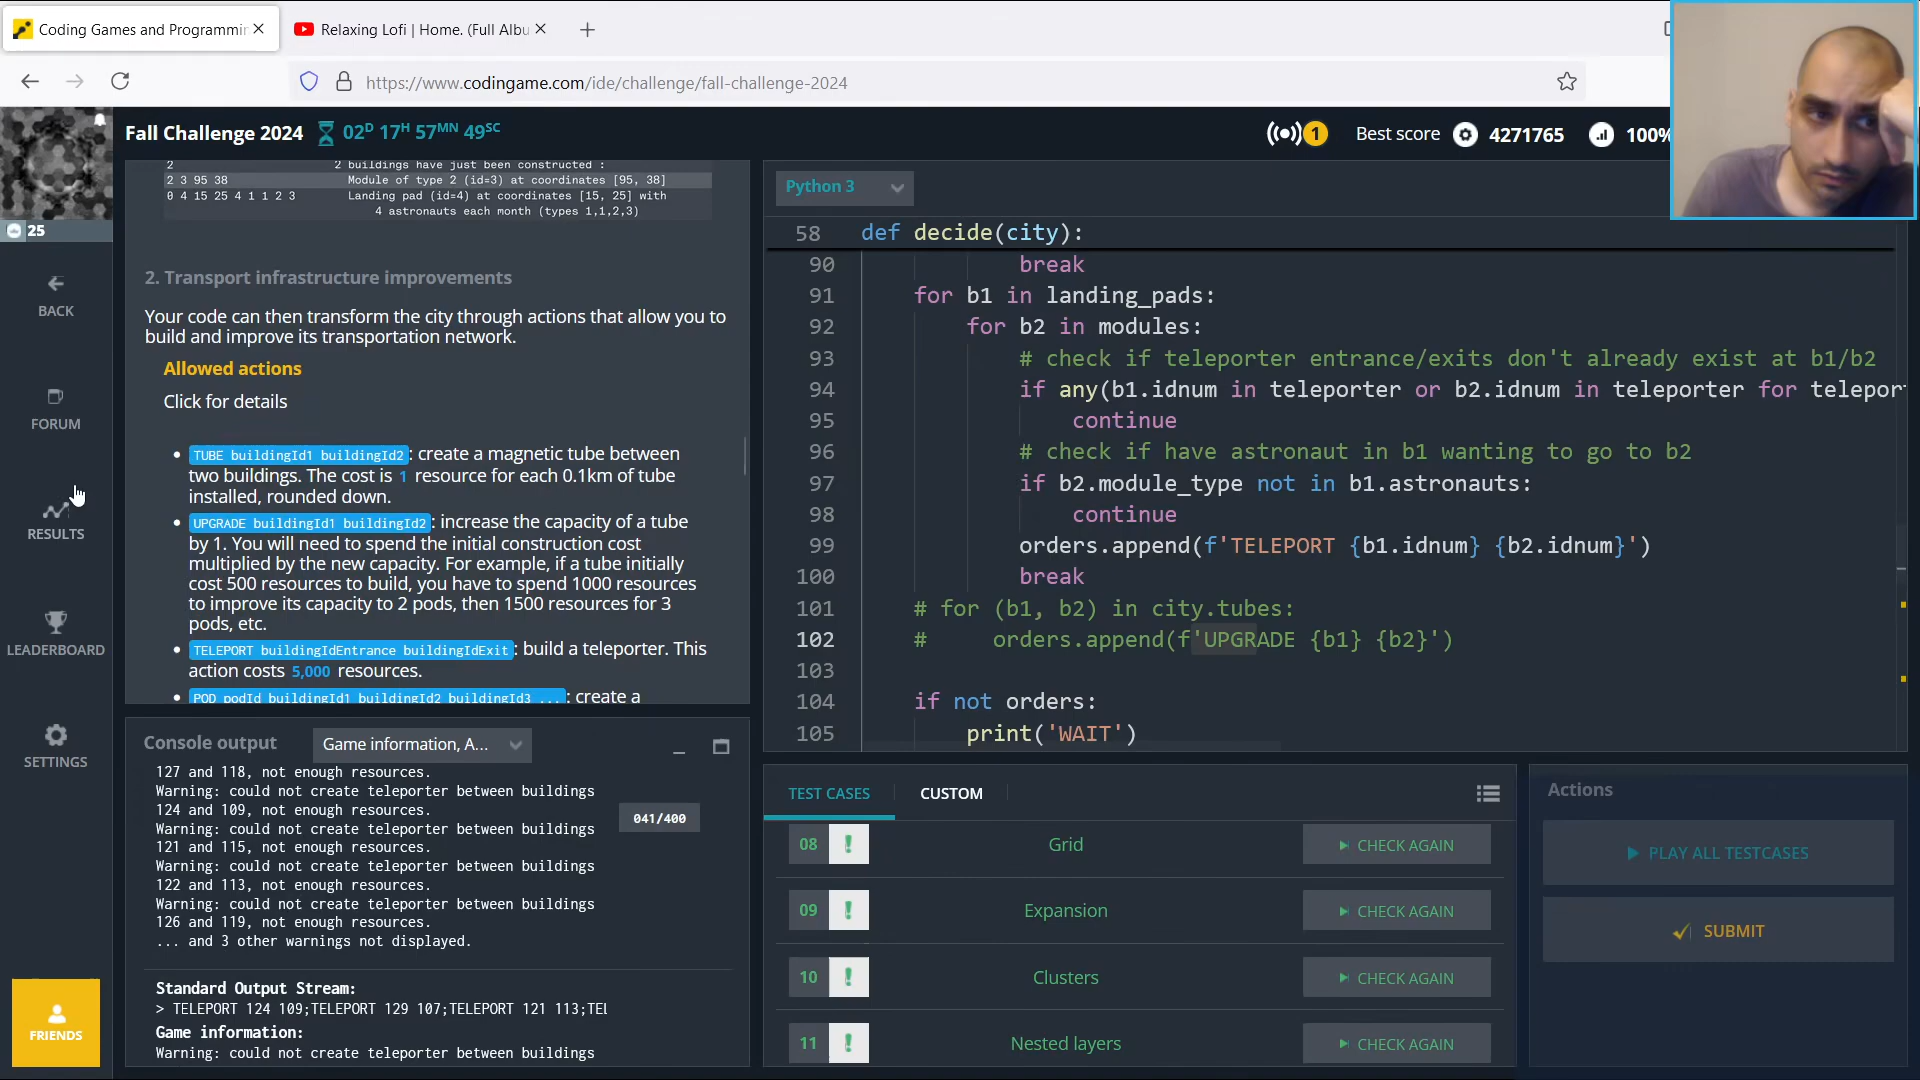 Coding Games and Programmin
Relaxing Lofi | Home. (Full Albu
https://www.codingame.com/ide/challenge/fall-challenge-2024
25
BACK
FORUM
RESULTS
LEADERBOARD
SETTINGS
FRIENDS
Fall Challenge 2024 02D 17H 57MN 49SC
1 Best score 4271765 100%
2 2 buildings have just been constructed :
2 3 95 38 Module of type 2 (id=3) at coordinates [95, 38]
0 4 15 25 4 1 1 2 3 Landing pad (id=4) at coordinates [15, 25] with
4 astronauts each month (types 1,1,2,3)
2. Transport infrastructure improvements
Your code can then transform the city through actions that allow you to
build and improve its transportation network.
Allowed actions
Click for details
• TUBE buildingId1 buildingId2: create a magnetic tube between
two buildings. The cost is 1 resource for each 0.1km of tube
installed, rounded down.
• UPGRADE buildingId1 buildingId2: increase the capacity of a tube
by 1. You will need to spend the initial construction cost
multiplied by the new capacity. For example, if a tube initially
cost 500 resources to build, you have to spend 1000 resources
to improve its capacity to 2 pods, then 1500 resources for 3
pods, etc.
• TELEPORT buildingIdEntrance buildingIdExit: build a teleporter. This
action costs 5,000 resources.
• POD podId buildingId1 buildingId2 buildingId3 ...: create a
Console output
Game information, A...
127 and 118, not enough resources.
Warning: could not create teleporter between buildings
124 and 109, not enough resources.
Warning: could not create teleporter between buildings
121 and 115, not enough resources.
Warning: could not create teleporter between buildings
122 and 113, not enough resources.
Warning: could not create teleporter between buildings
126 and 119, not enough resources.
... and 3 other warnings not displayed.
041/400
Standard Output Stream:
> TELEPORT 124 109;TELEPORT 129 107;TELEPORT 121 113;TEL
Game information:
Warning: could not create teleporter between buildings
Python 3
58 def decide(city):
90 break
91 for b1 in landing_pads:
92 for b2 in modules:
93 # check if teleporter entrance/exits don't already exist at b1/b2
94 if any(b1.idnum in teleporter or b2.idnum in teleporter for telepor
95 continue
96 # check if have astronaut in b1 wanting to go to b2
97 if b2.module_type not in b1.astronauts:
98 continue
99 orders.append(f'TELEPORT {b1.idnum} {b2.idnum}')
100 break
101 # for (b1, b2) in city.tubes:
102 # orders.append(f'UPGRADE {b1} {b2}')
103
104 if not orders:
105 print('WAIT')
TEST CASES
CUSTOM
08 Grid CHECK AGAIN
09 Expansion CHECK AGAIN
10 Clusters CHECK AGAIN
11 Nested layers CHECK AGAIN
Actions
PLAY ALL TESTCASES
SUBMIT